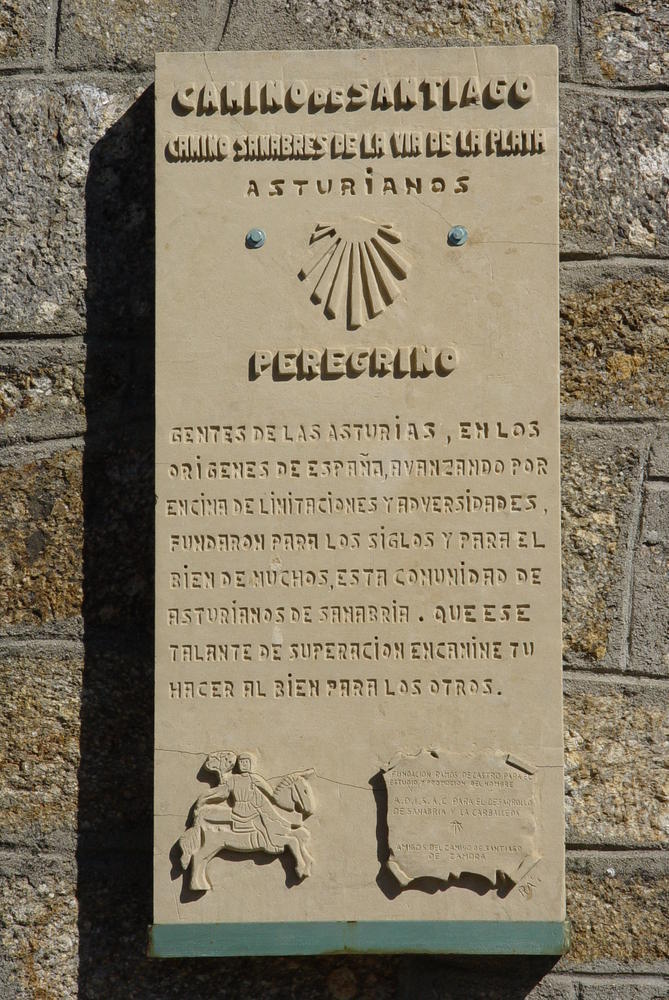 CAMINO DE SANTIAGO
CAMINO SANABRES DE LA VIA DE LA PLATA
ASTURIANOS
PEREGRINO
GENTES DE LAS ASTURIAS, EN LOS
ORIGENES DE ESPAÑA, AVANZANDO POR
ENCIMA DE LIMITACIONES Y ADVERSIDADES,
FUNDARON PARA LOS SIGLOS Y PARA EL
BIEN DE MUCHOS, ESTA COMUNIDAD DE
ASTURIANOS DE SANABRIA. QUE ESE
TALANTE DE SUPERACION ENCAMINE TU
HACER AL BIEN PARA LOS OTROS.
FUNDACION RAMOS DE CASTRO PARA EL
ESTUDIO Y PROMOCION DEL HOMBRE
A.D.I.S.A.C PARA EL DESARROLLO
DE SANABRIA Y LA CARBALLEDA
AMIGOS DEL CAMINO DE SANTIAGO
DE ZAMORA